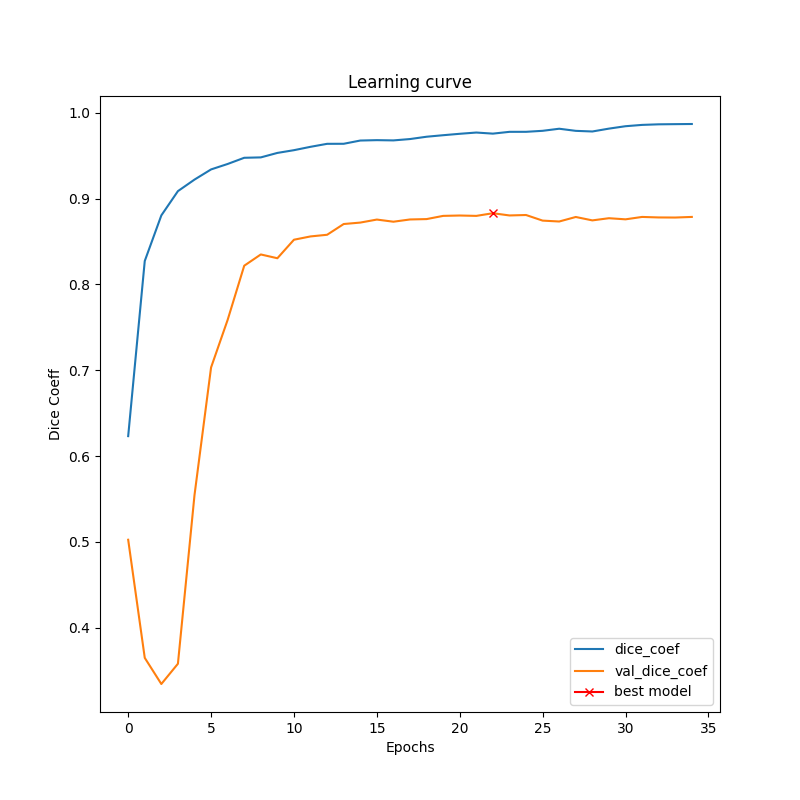 Learning curve
1.0
0.9
0.8
0.7
0.6
0.5
0.4
Dice Coeff
0 5 10 15 20 25 30 35
Epochs
dice_coef
val_dice_coef
best model